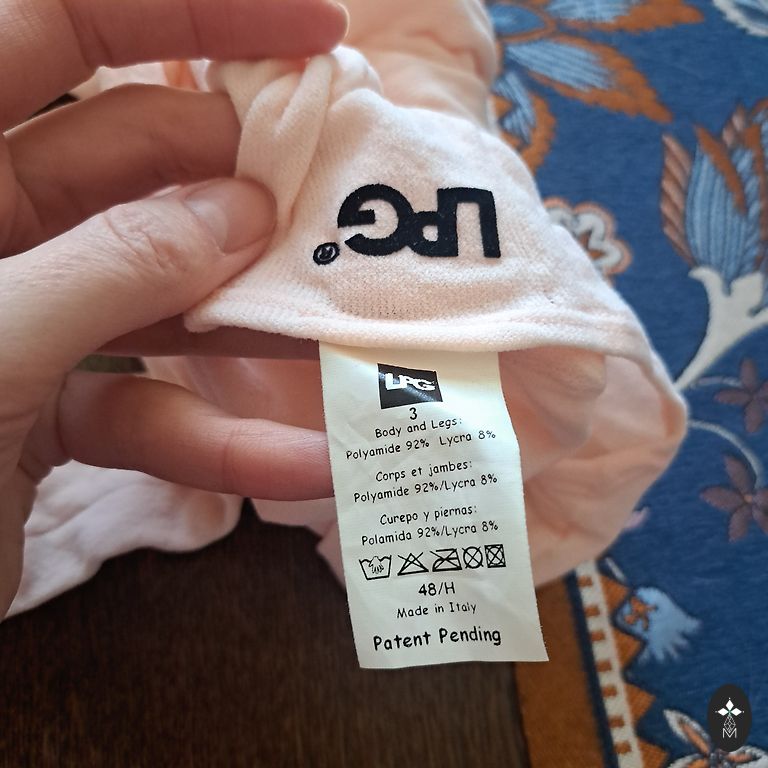 LPG
®
LPG
3
Body and Legs:
Polyamide 92% Lycra 8%
Corps et jambes:
Polyamide 92%/Lycra 8%
Curepo y piernas:
Polamida 92%/Lycra 8%
48/H
Made in Italy
Patent Pending
M